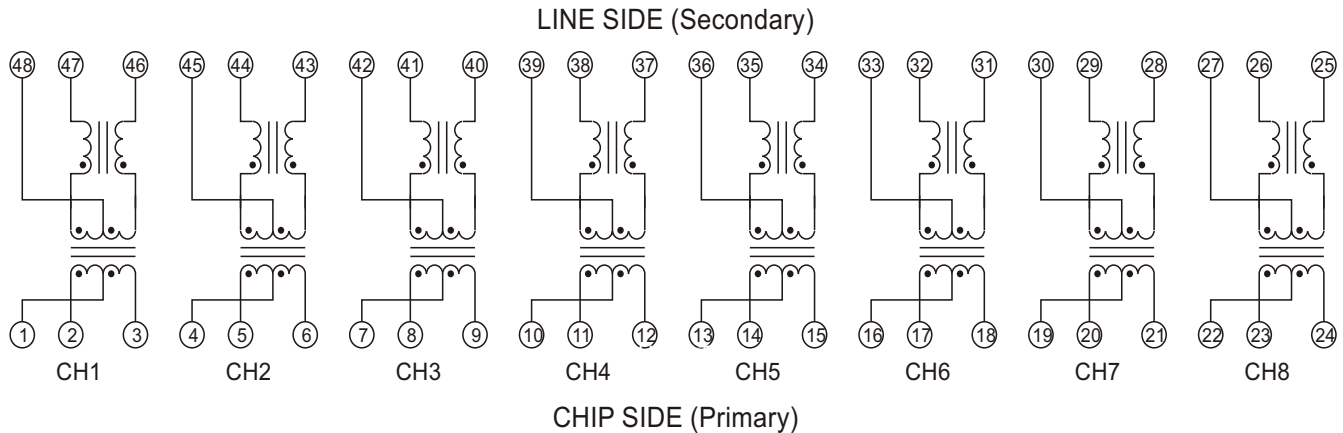 LINE SIDE (Secondary)
48 47 46 45 44 43 42 41 40 39 38 37 36 35 34 33 32 31 30 29 28 27 26 25
1 2 3 4 5 6 7 8 9 10 11 12 13 14 15 16 17 18 19 20 21 22 23 24
CH1 CH2 CH3 CH4 CH5 CH6 CH7 CH8
CHIP SIDE (Primary)